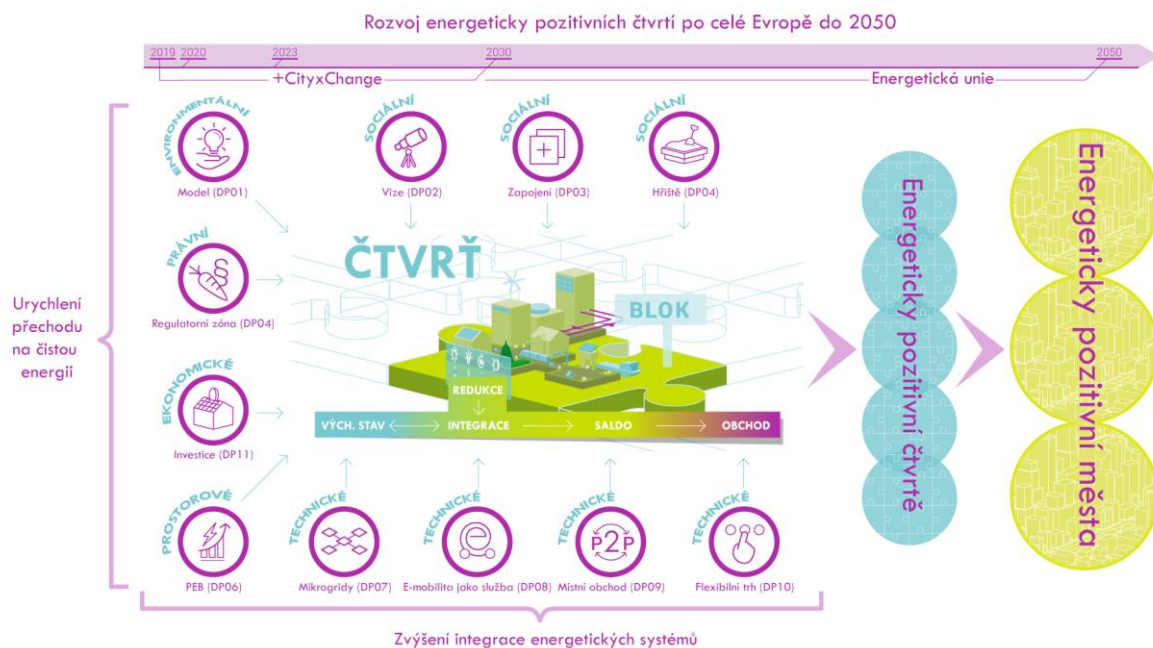 Rozvoj energeticky pozitivních čtvrtí po celé Evropě do 2050
2019
2020
2023
2030
2050
+CityxChange
Energetická unie
ENVIRONMENTÁLNÍ
Model (DP01)
SOCIÁLNÍ
Vize (DP02)
SOCIÁLNÍ
Zapojení (DP03)
SOCIÁLNÍ
Hřiště (DP04)
Urychlení
přechodu
na čistou
energii
PRÁVNÍ
Regulatorní zóna (DP04)
EKONOMICKÉ
Investice (DP11)
PROSTOROVÉ
PEB (DP06)
ČTVRŤ
BLOK
REDUKCE
VÝCH. STAV
INTEGRACE
SALDO
OBCHOD
TECHNICKÉ
Mikrogridy (DP07)
TECHNICKÉ
e
E-mobilita jako služba (DP08)
TECHNICKÉ
P2P
Místní obchod (DP09)
TECHNICKÉ
Flexibilní trh (DP10)
Zvýšení integrace energetických systémů
Energeticky pozitivní čtvrtě
Energeticky pozitivní města